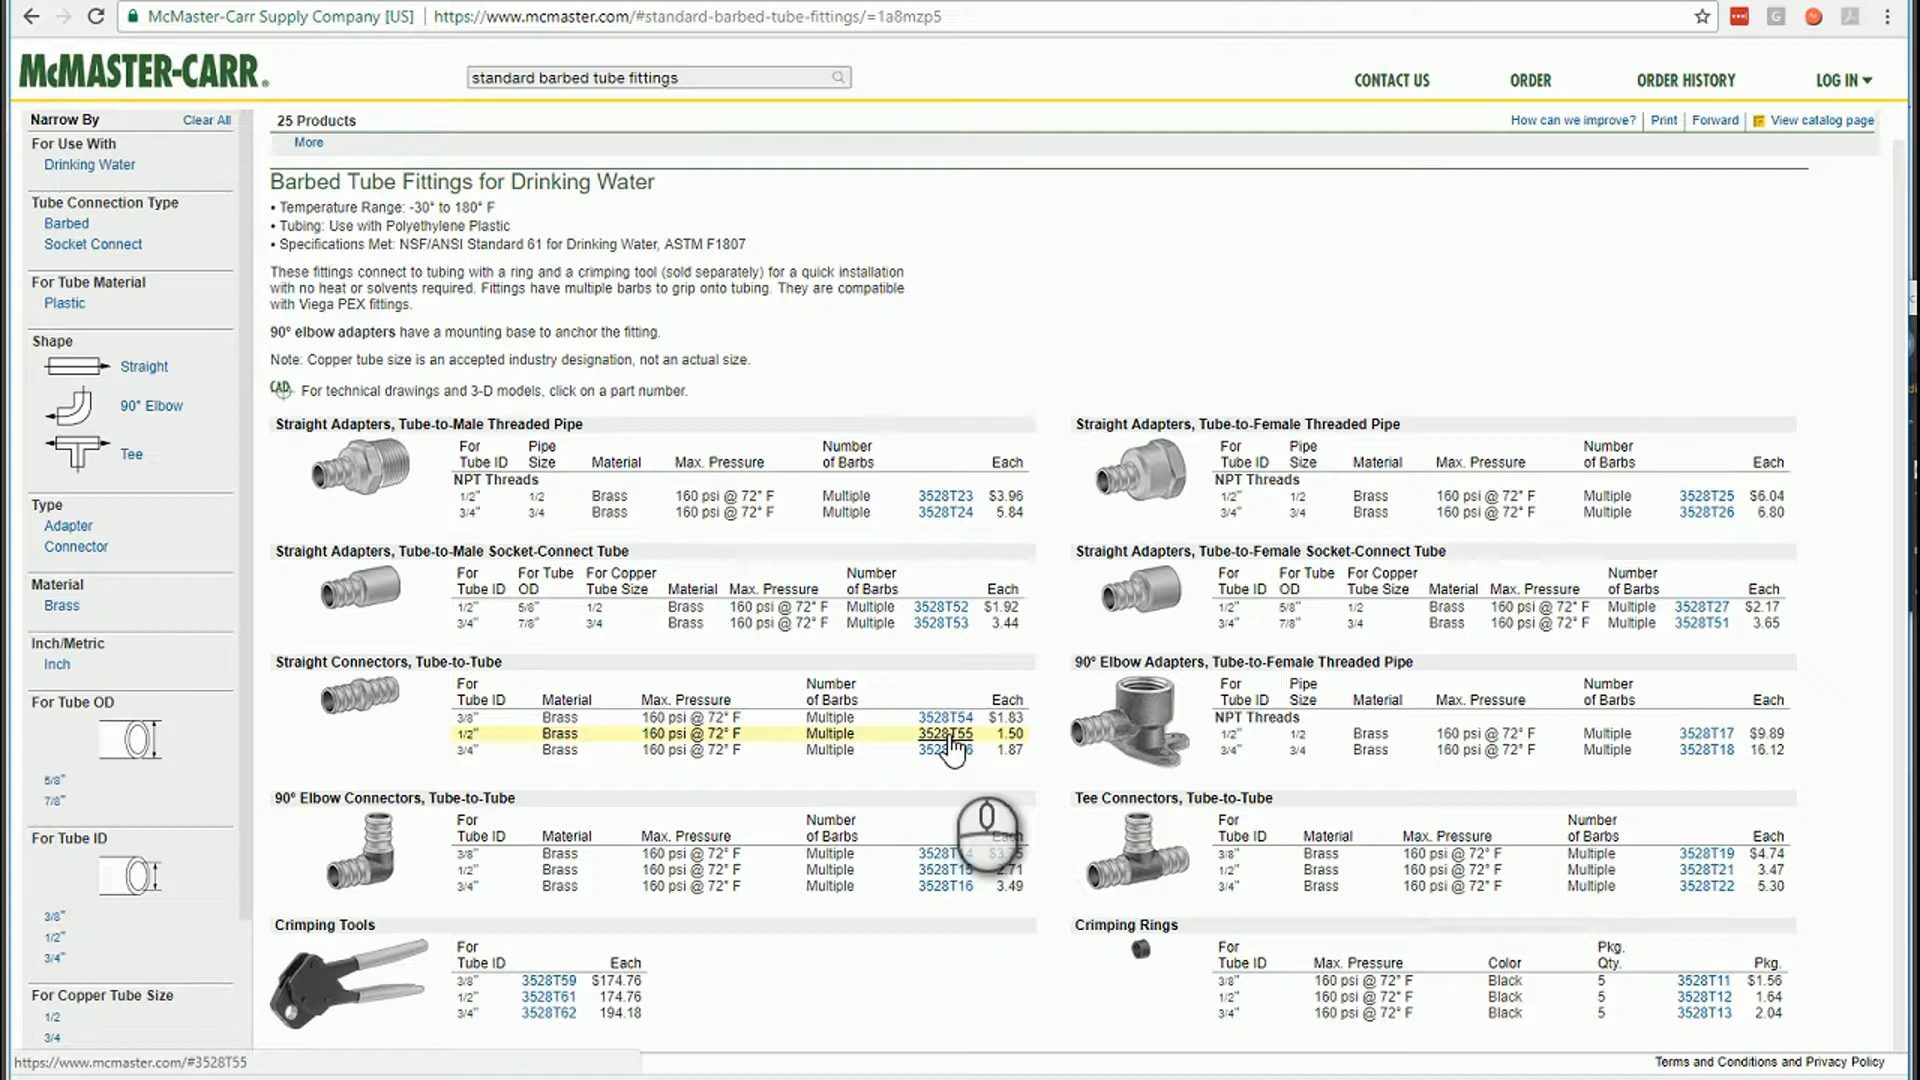 McMaster-Carr Supply Company [US] https://www.mcmaster.com/#standard-barbed-tube-fittings/=1a8mzp5
McMASTER-CARR® standard barbed tube fittings CONTACT US ORDER ORDER HISTORY LOG IN
Narrow By Clear All
For Use With
Drinking Water
Tube Connection Type
Barbed
Socket Connect
For Tube Material
Plastic
Shape
Straight
90° Elbow
Tee
Type
Adapter
Connector
Material
Brass
Inch/Metric
Inch
For Tube OD
5/8"
7/8"
For Tube ID
3/8"
1/2"
3/4"
For Copper Tube Size
1/2
3/4
25 Products How can we improve? Print Forward View catalog page
More
Barbed Tube Fittings for Drinking Water
• Temperature Range: -30° to 180° F
• Tubing: Use with Polyethylene Plastic
• Specifications Met: NSF/ANSI Standard 61 for Drinking Water, ASTM F1807
These fittings connect to tubing with a ring and a crimping tool (sold separately) for a quick installation
with no heat or solvents required. Fittings have multiple barbs to grip onto tubing. They are compatible
with Viega PEX fittings.
90° elbow adapters have a mounting base to anchor the fitting.
Note: Copper tube size is an accepted industry designation, not an actual size.
CAD For technical drawings and 3-D models, click on a part number.
Straight Adapters, Tube-to-Male Threaded Pipe
For Pipe Number
Tube ID Size Material Max. Pressure of Barbs Each
NPT Threads
1/2" 1/2 Brass 160 psi @ 72° F Multiple 3528T23 $3.96
3/4" 3/4 Brass 160 psi @ 72° F Multiple 3528T24 5.84
Straight Adapters, Tube-to-Female Threaded Pipe
For Pipe Number
Tube ID Size Material Max. Pressure of Barbs Each
NPT Threads
1/2" 1/2 Brass 160 psi @ 72° F Multiple 3528T25 $6.04
3/4" 3/4 Brass 160 psi @ 72° F Multiple 3528T26 6.80
Straight Adapters, Tube-to-Male Socket-Connect Tube
For For Tube For Copper Number
Tube ID OD Tube Size Material Max. Pressure of Barbs Each
1/2" 5/8" 1/2 Brass 160 psi @ 72° F Multiple 3528T52 $1.92
3/4" 7/8" 3/4 Brass 160 psi @ 72° F Multiple 3528T53 3.44
Straight Adapters, Tube-to-Female Socket-Connect Tube
For For Tube For Copper Number
Tube ID OD Tube Size Material Max. Pressure of Barbs Each
1/2" 5/8" 1/2 Brass 160 psi @ 72° F Multiple 3528T27 $2.17
3/4" 7/8" 3/4 Brass 160 psi @ 72° F Multiple 3528T51 3.65
Straight Connectors, Tube-to-Tube
For Number
Tube ID Material Max. Pressure of Barbs Each
3/8" Brass 160 psi @ 72° F Multiple 3528T54 $1.83
1/2" Brass 160 psi @ 72° F Multiple 3528T55 1.50
3/4" Brass 160 psi @ 72° F Multiple 1.87
90° Elbow Adapters, Tube-to-Female Threaded Pipe
For Pipe Number
Tube ID Size Material Max. Pressure of Barbs Each
NPT Threads
1/2" 1/2 Brass 160 psi @ 72° F Multiple 3528T17 $9.89
3/4" 3/4 Brass 160 psi @ 72° F Multiple 3528T18 16.12
90° Elbow Connectors, Tube-to-Tube
For Number
Tube ID Material Max. Pressure of Barbs Each
3/8" Brass 160 psi @ 72° F Multiple
1/2" Brass 160 psi @ 72° F Multiple 3528T15 2.71
3/4" Brass 160 psi @ 72° F Multiple 3528T16 3.49
Tee Connectors, Tube-to-Tube
For Number
Tube ID Material Max. Pressure of Barbs Each
3/8" Brass 160 psi @ 72° F Multiple 3528T19 $4.74
1/2" Brass 160 psi @ 72° F Multiple 3528T21 3.47
3/4" Brass 160 psi @ 72° F Multiple 3528T22 5.30
Crimping Tools
For
Tube ID Each
3/8" 3528T59 $174.76
1/2" 3528T61 174.76
3/4" 3528T62 194.18
Crimping Rings
For Pkg.
Tube ID Max. Pressure Color Qty. Pkg.
3/8" 160 psi @ 72° F Black 5 3528T11 $1.56
1/2" 160 psi @ 72° F Black 5 3528T12 1.64
3/4" 160 psi @ 72° F Black 5 3528T13 2.04
https://www.mcmaster.com/#3528T55
Terms and Conditions and Privacy Policy